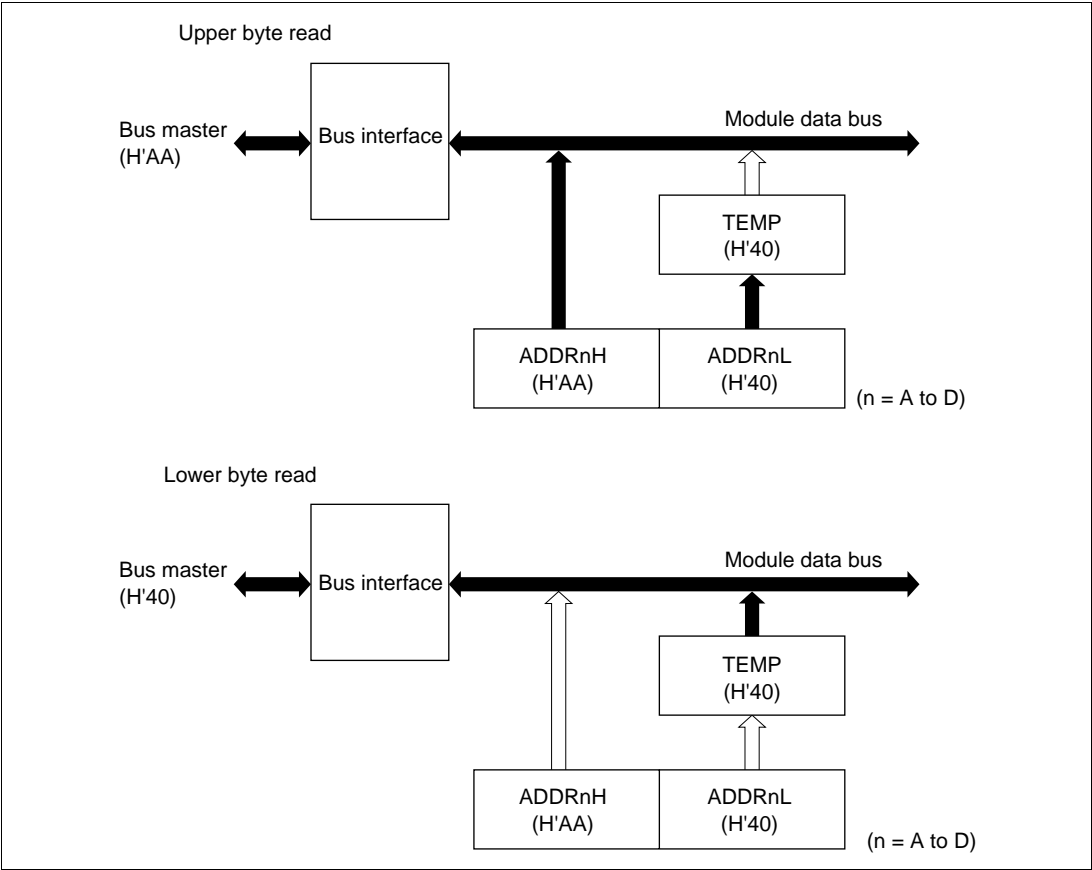 Upper byte read
Bus master
(H'AA)
Bus interface
Module data bus
TEMP
(H'40)
ADDRnH
(H'AA)
ADDRnL
(H'40)
(n = A to D)
Lower byte read
Bus master
(H'40)
Bus interface
Module data bus
TEMP
(H'40)
ADDRnH
(H'AA)
ADDRnL
(H'40)
(n = A to D)